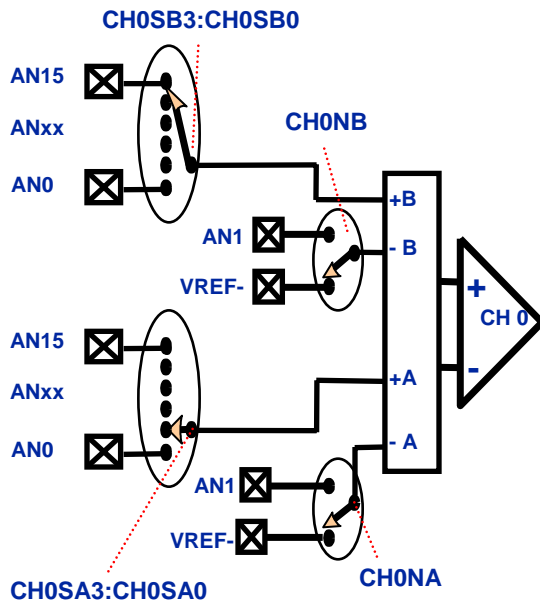 CH0SB3:CH0SB0
AN15
ANxx
AN0
CH0NB
AN1
VREF-
+B
- B
+
CH 0
-
AN15
ANxx
AN0
+A
- A
AN1
VREF-
CH0SA3:CH0SA0
CH0NA